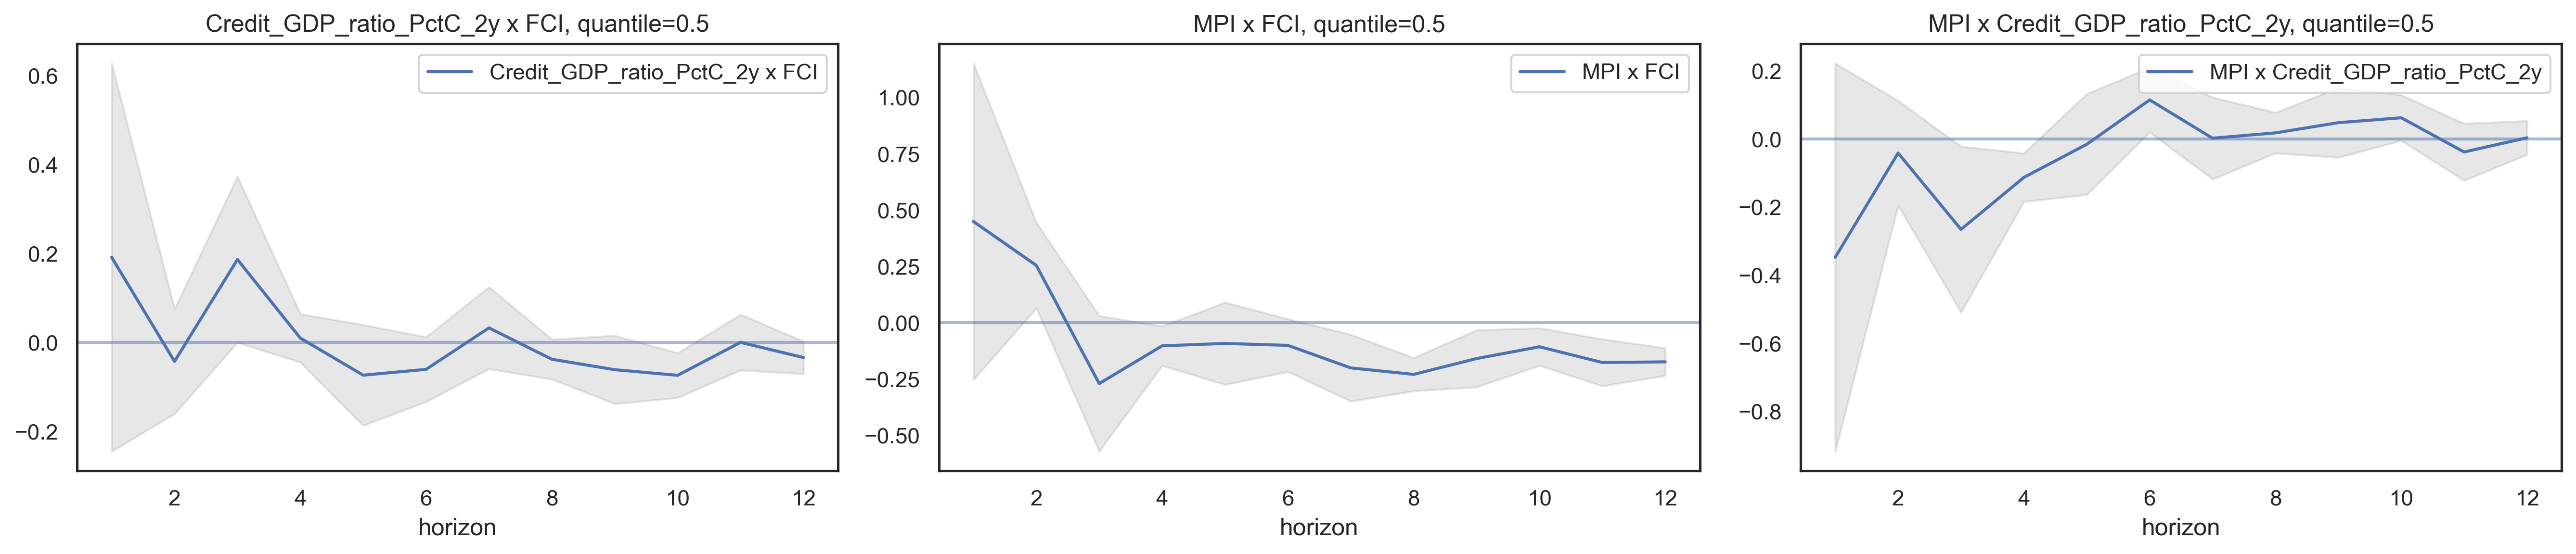 Credit_GDP_ratio_PctC_2y x FCI, quantile=0.5
Credit_GDP_ratio_PctC_2y x FCI
0.6
0.4
0.2
0.0
−0.2
2 4 6 8 10 12
horizon
MPI x FCI, quantile=0.5
MPI x FCI
1.00
0.75
0.50
0.25
0.00
−0.25
−0.50
2 4 6 8 10 12
horizon
MPI x Credit_GDP_ratio_PctC_2y, quantile=0.5
MPI x Credit_GDP_ratio_PctC_2y
0.2
0.0
−0.2
−0.4
−0.6
−0.8
2 4 6 8 10 12
horizon